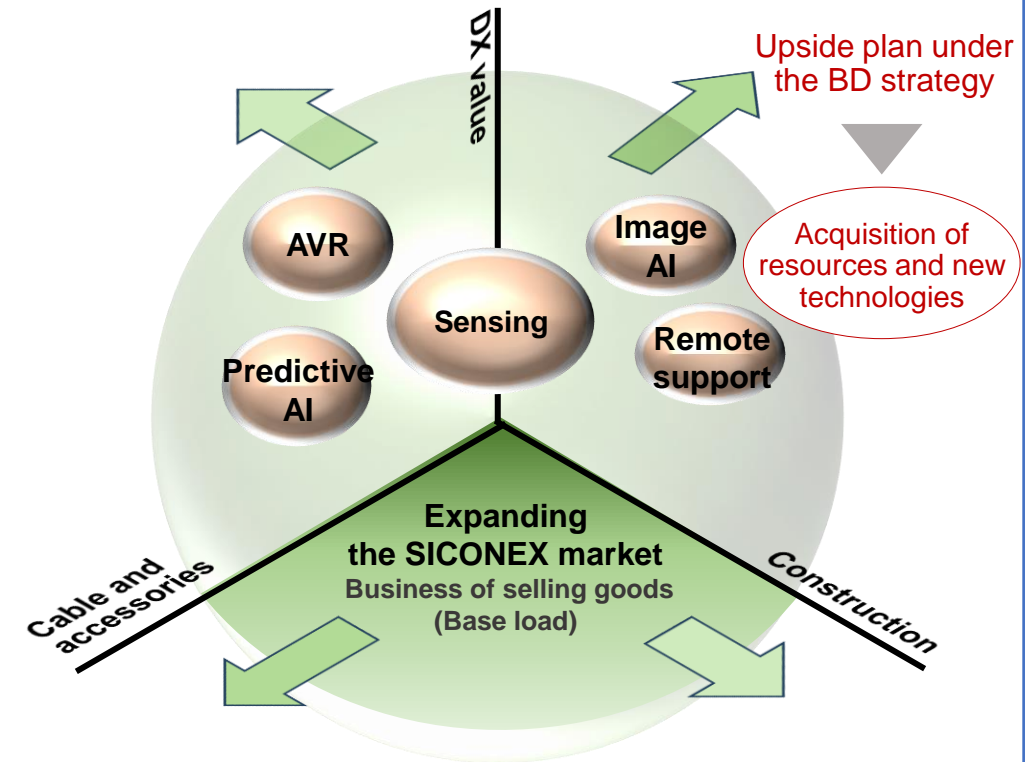 DX value
Upside plan under
the BD strategy
AVR
Image
AI
Acquisition of
resources and new
technologies
Sensing
Predictive
AI
Remote
support
Expanding
the SICONEX market
Business of selling goods
(Base load)
Cable and
accessories
Construction